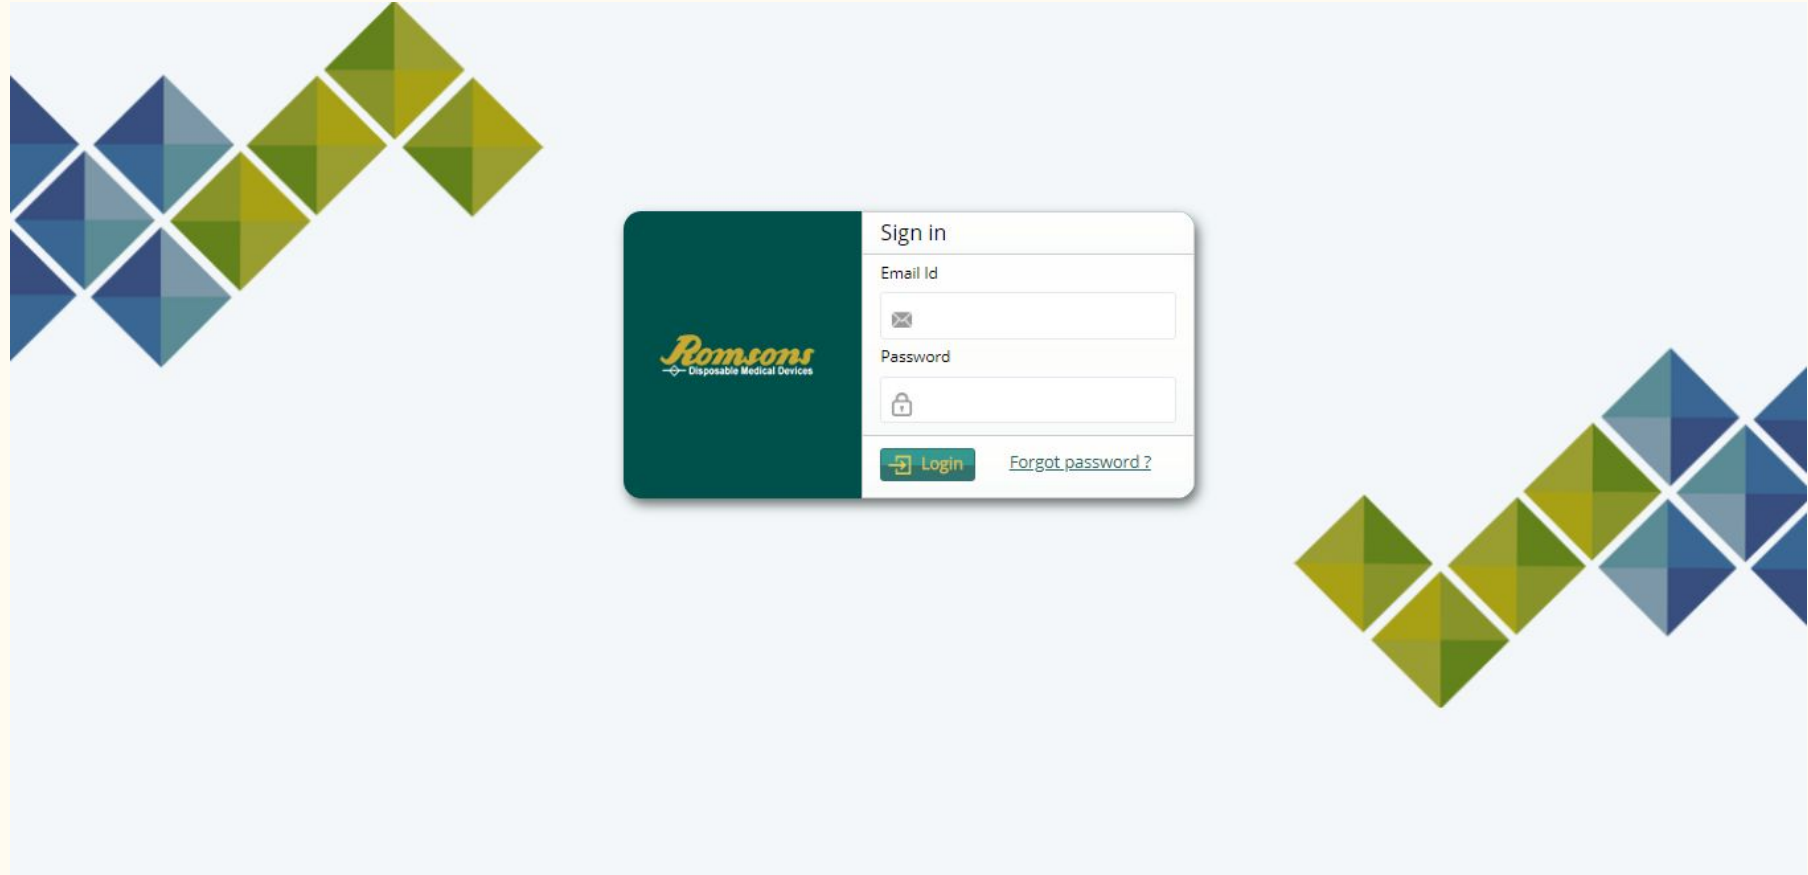 Sign in
Email Id
Romsons
Disposable Medical Devices
Password
Login
Forgot password ?